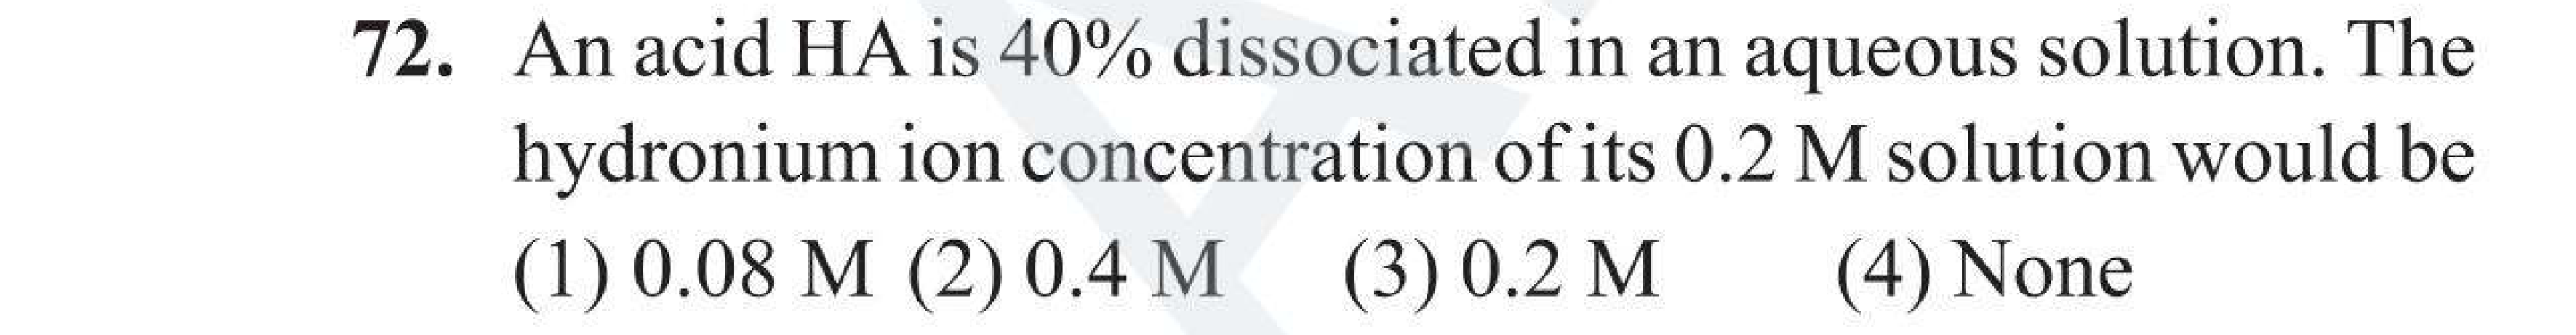 72. An acid HA is 40% dissociated in an aqueous solution. The
hydronium ion concentration of its 0.2 M solution would be
(1) 0.08 M (2) 0.4 M (3) 0.2 M (4) None